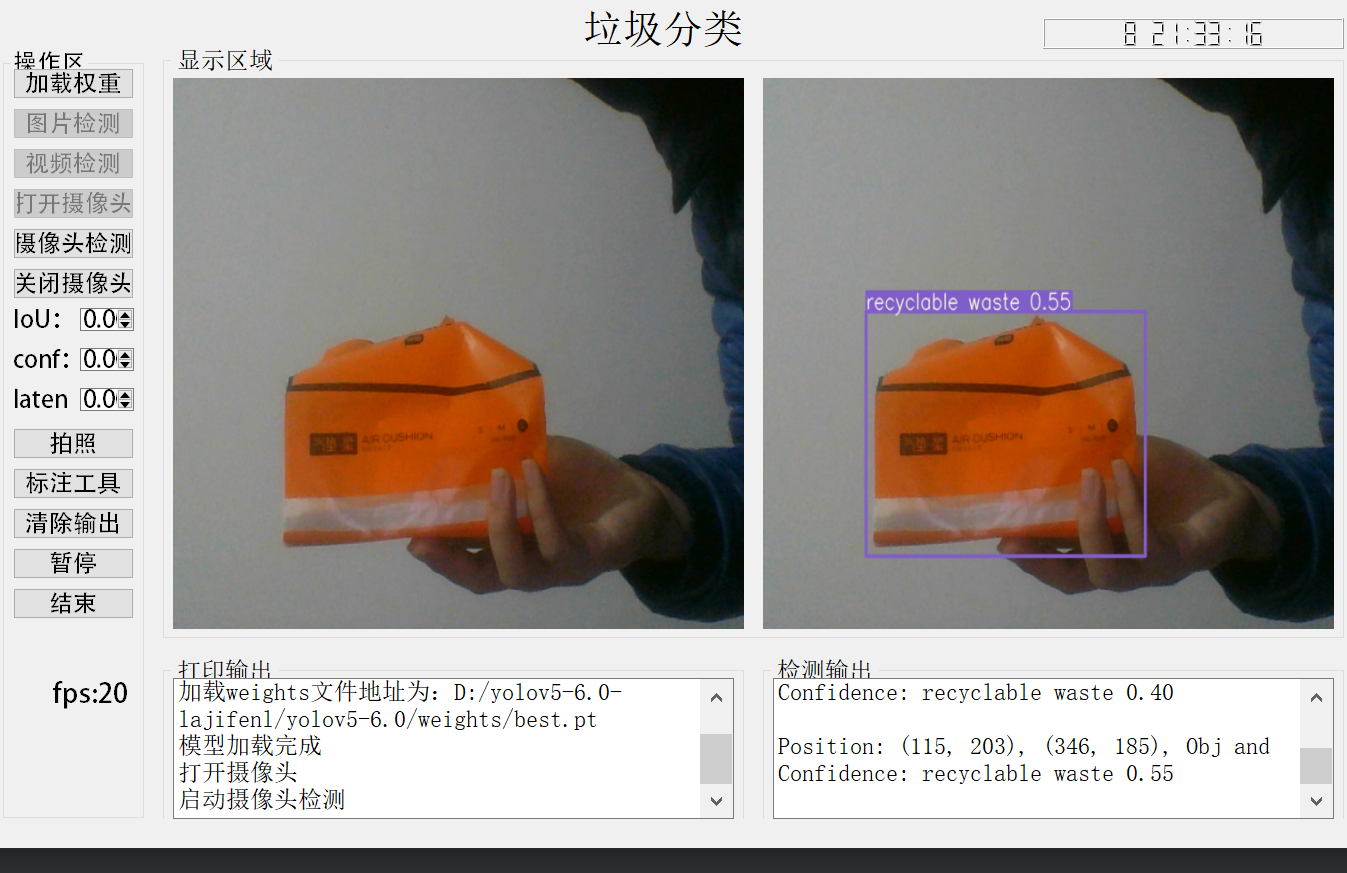 垃圾分类
8 21:33:16
操作区
加载权重
图片检测
视频检测
打开摄像头
摄像头检测
关闭摄像头
IoU:
0.0
conf:
0.0
laten
0.0
拍照
标注工具
清除输出
暂停
结束
fps:20
显示区域
AIR CUSHION
S M L
recyclable waste 0.55
AIR CUSHION
S M L
打印输出
加载weights文件地址为: D:/yolov5-6.0-
lajifenl/yolov5-6.0/weights/best.pt
模型加载完成
打开摄像头
启动摄像头检测
检测输出
Confidence: recyclable waste 0.40
Position: (115, 203), (346, 185), Obj and
Confidence: recyclable waste 0.55